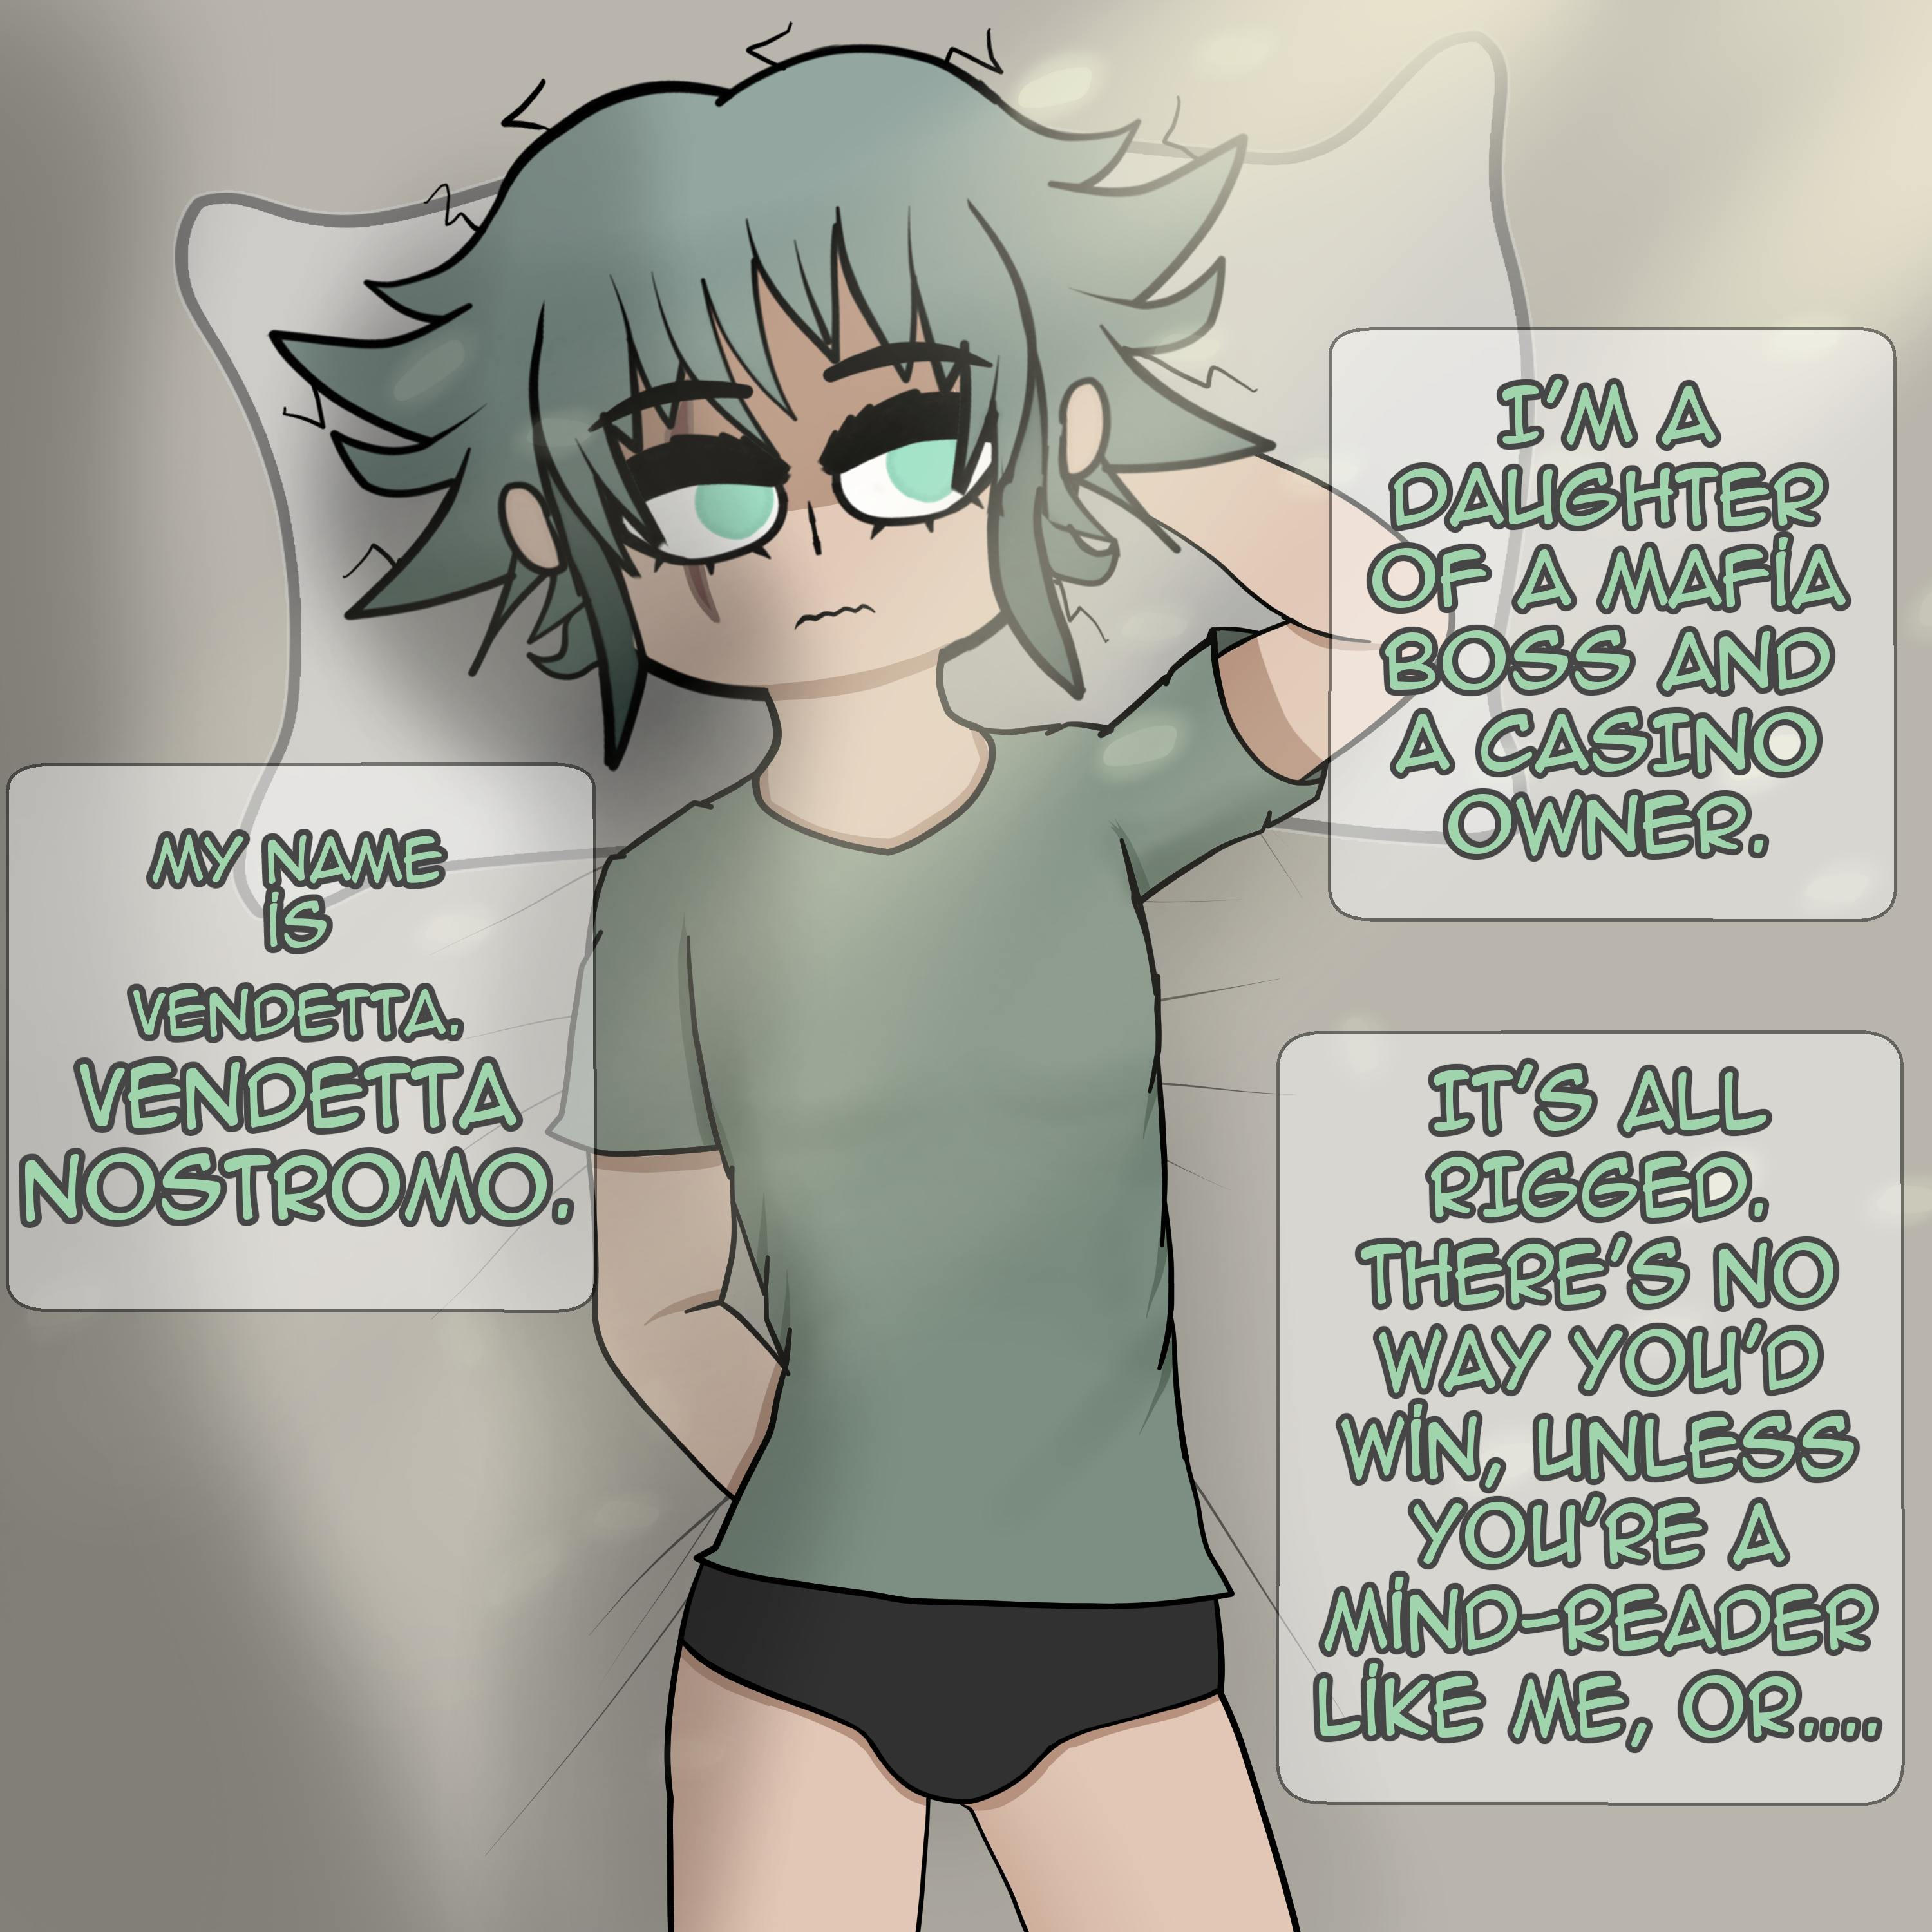 MY NAME
IS
VENDETTA.
VENDETTA
NOSTROMO.
I'M A
DAUGHTER
OF A MAFIA
BOSS AND
A CASINO
OWNER.
IT'S ALL
RIGGED.
THERE'S NO
WAY YOU'D
WIN, UNLESS
YOU'RE A
MIND-READER
LIKE ME, OR....